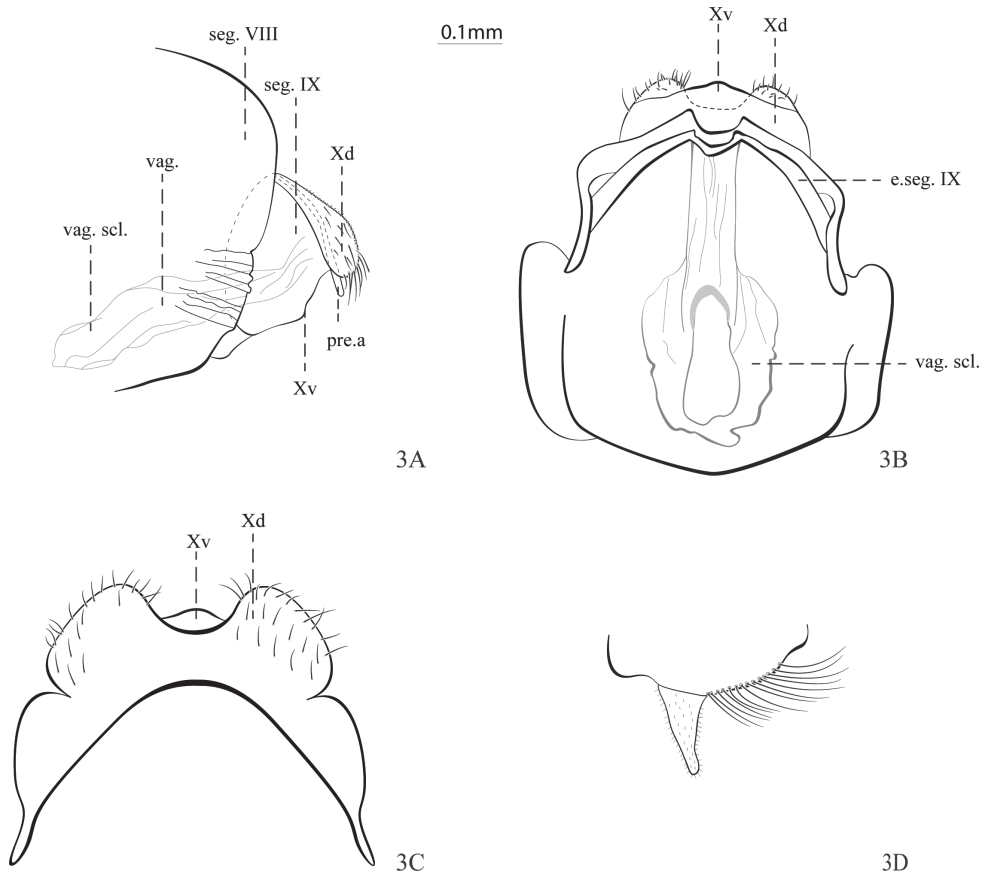 seg. VIII
seg. IX
Xd
vag.
vag. scl.
pre.a
Xv
3A
0.1mm
Xv
Xd
e.seg. IX
vag. scl.
3B
Xv
Xd
3C
3D